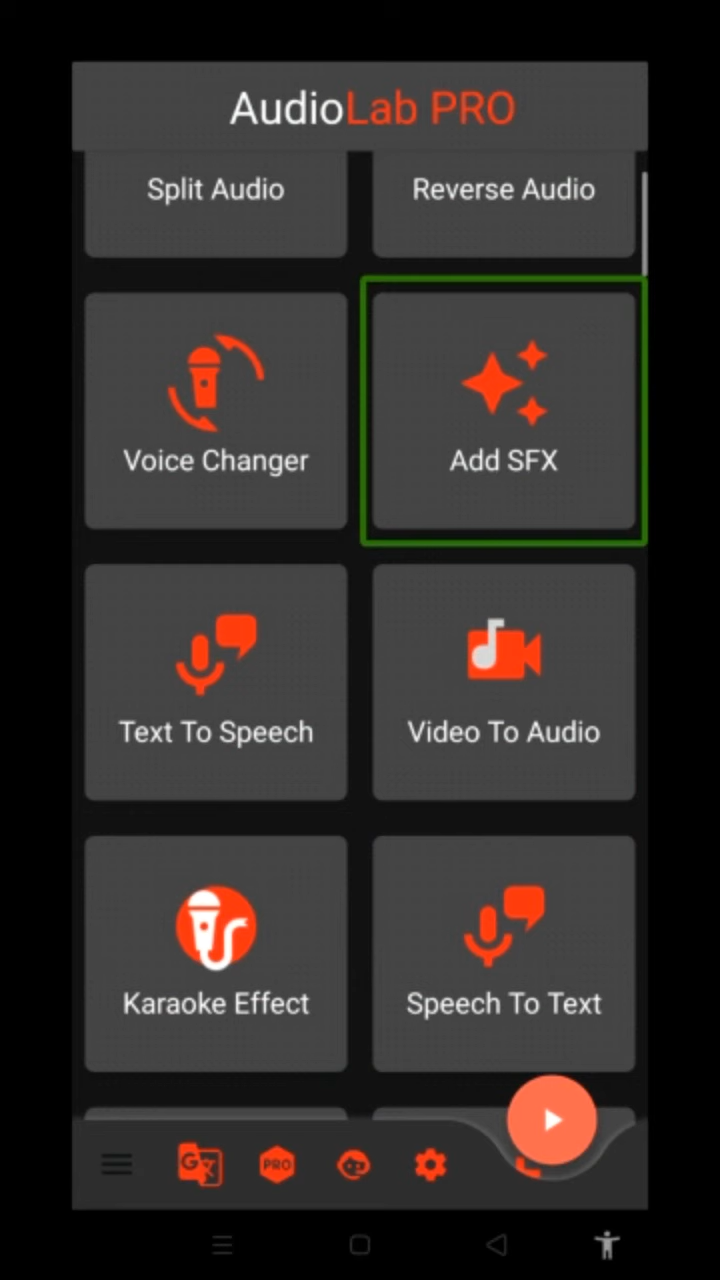 AudioLab PRO
Split Audio
Reverse Audio
Voice Changer
Add SFX
Text To Speech
Video To Audio
Karaoke Effect
Speech To Text
G
PRO